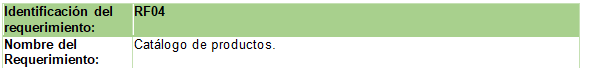 Identificación del RF04
requerimiento:
Nombre del Catálogo de productos.
Requerimiento: